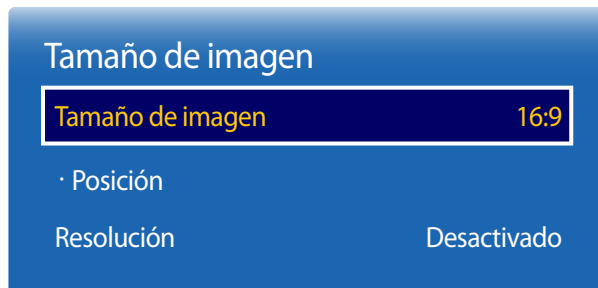 Tamaño de imagen
Tamaño de imagen 16:9
· Posición
Resolución Desactivado